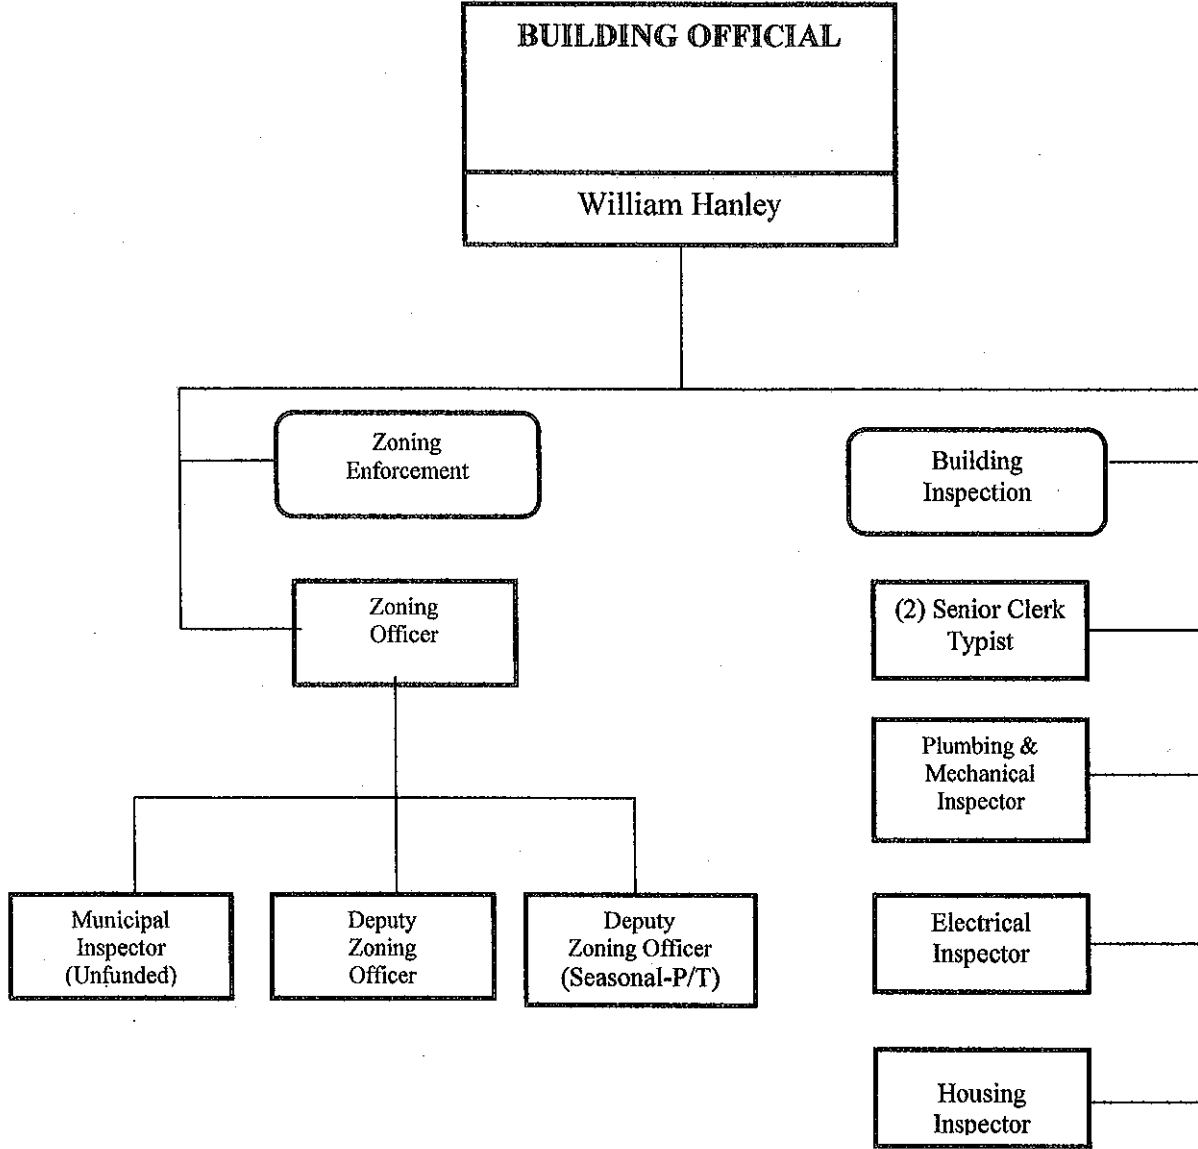 BUILDING OFFICIAL
William Hanley
Zoning
Enforcement
Building
Inspection
Zoning
Officer
(2) Senior Clerk
Typist
Plumbing &
Mechanical
Inspector
Municipal
Inspector
(Unfunded)
Deputy
Zoning
Officer
Deputy
Zoning Officer
(Seasonal-P/T)
Electrical
Inspector
Housing
Inspector